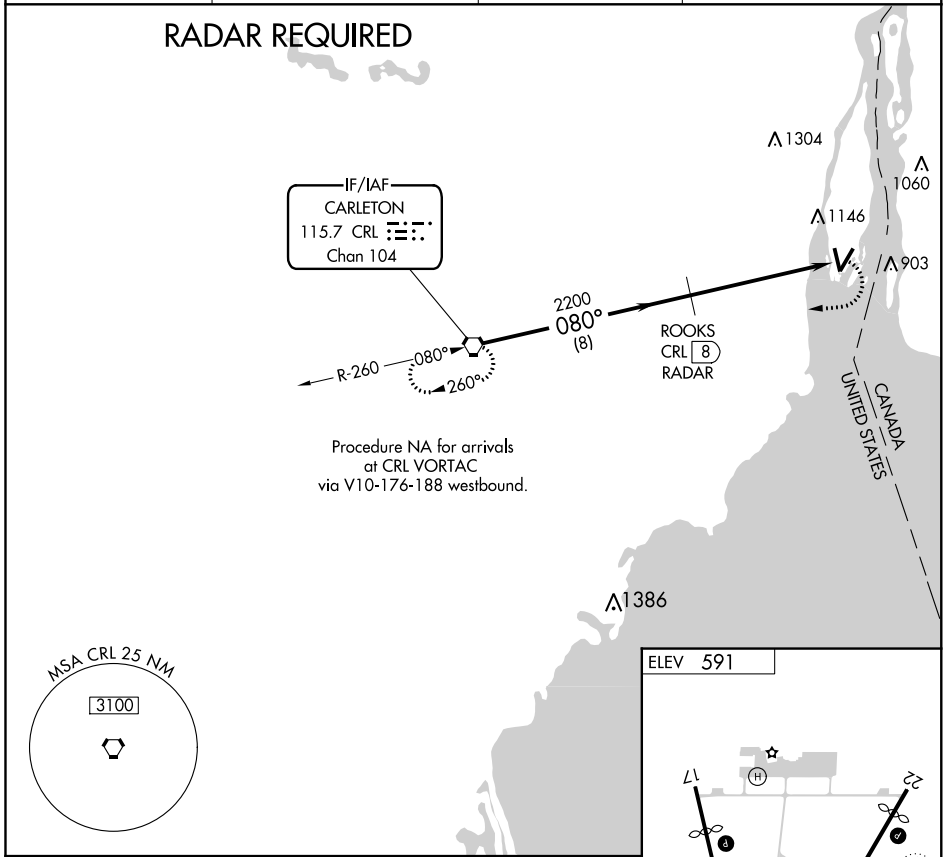 RADAR REQUIRED
1304
1060
IF/IAF
CARLETON
115.7 CRL
Chan 104
1146
903
2200
080°
(8)
ROOKS
CRL 8
RADAR
R-260
080°
260°
CANADA
UNITED STATES
Procedure NA for arrivals
at CRL VORTAC
via V10-176-188 westbound.
1386
MSA CRL 25 NM
3100
ELEV 591
H
17
22
P
P